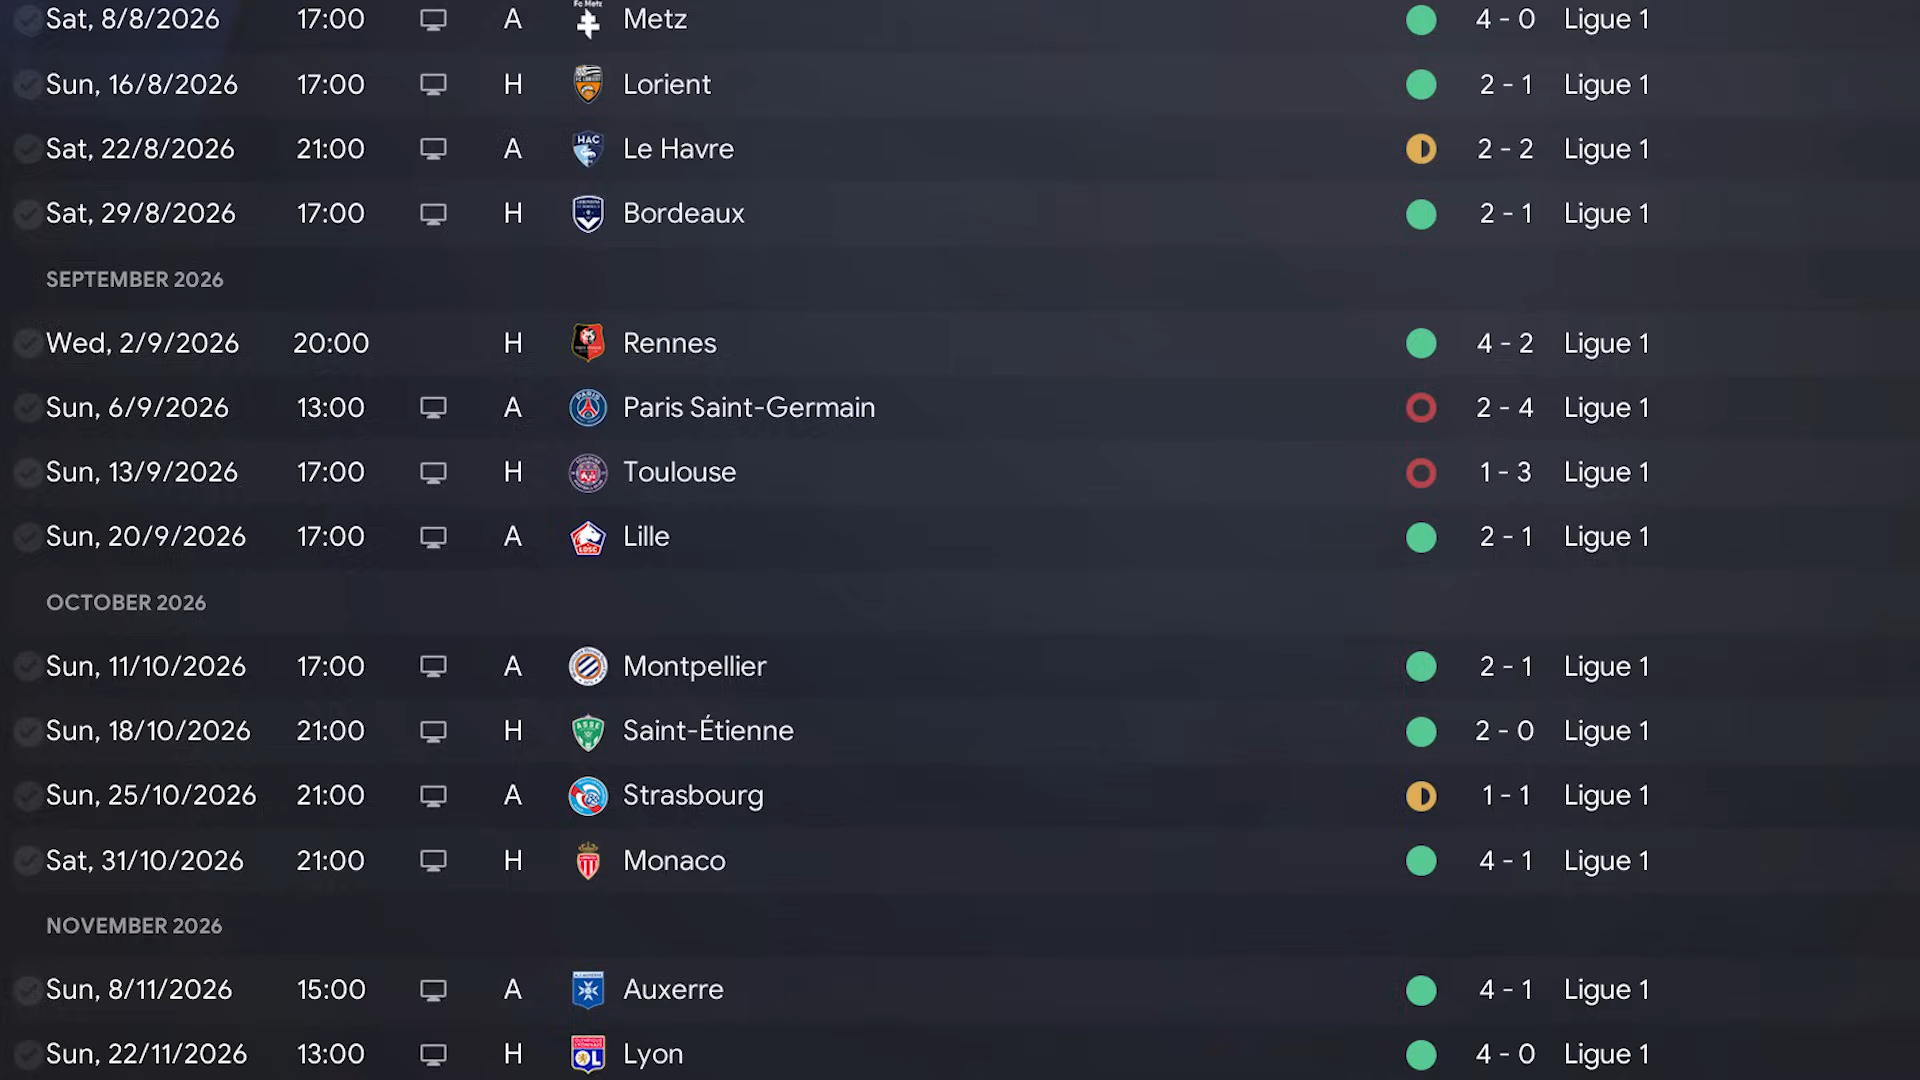 Sat, 8/8/2026 17:00 A Metz 4 - 0 Ligue 1
Sun, 16/8/2026 17:00 H Lorient 2 - 1 Ligue 1
Sat, 22/8/2026 21:00 A HAC Le Havre 2 - 2 Ligue 1
Sat, 29/8/2026 17:00 H Bordeaux 2 - 1 Ligue 1
SEPTEMBER 2026
Wed, 2/9/2026 20:00 H Rennes 4 - 2 Ligue 1
Sun, 6/9/2026 13:00 A PARIS Paris Saint-Germain 2 - 4 Ligue 1
Sun, 13/9/2026 17:00 H Toulouse 1 - 3 Ligue 1
Sun, 20/9/2026 17:00 A LOSC Lille 2 - 1 Ligue 1
OCTOBER 2026
Sun, 11/10/2026 17:00 A Montpellier 2 - 1 Ligue 1
Sun, 18/10/2026 21:00 H ASSE Saint-Étienne 2 - 0 Ligue 1
Sun, 25/10/2026 21:00 A Strasbourg 1 - 1 Ligue 1
Sat, 31/10/2026 21:00 H Monaco 4 - 1 Ligue 1
NOVEMBER 2026
Sun, 8/11/2026 15:00 A Auxerre 4 - 1 Ligue 1
Sun, 22/11/2026 13:00 H OL Lyon 4 - 0 Ligue 1